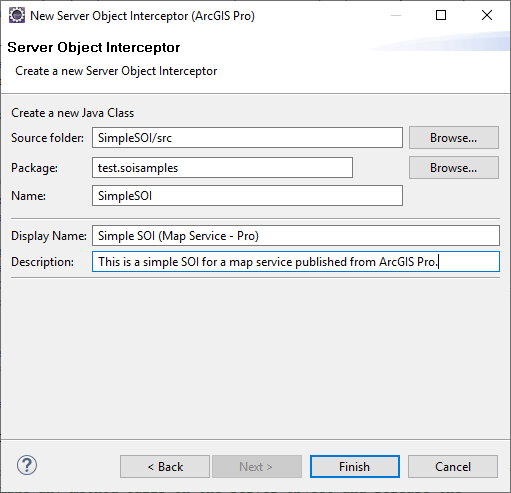 New Server Object Interceptor (ArcGIS Pro)
Server Object Interceptor
Create a new Server Object Interceptor
Create a new Java Class
Source folder: SimpleSOI/src Browse...
Package: test.soisamples Browse...
Name: SimpleSOI
Display Name: Simple SOI (Map Service - Pro)
Description: This is a simple SOI for a map service published from ArcGIS Pro.
? < Back Next > Finish Cancel